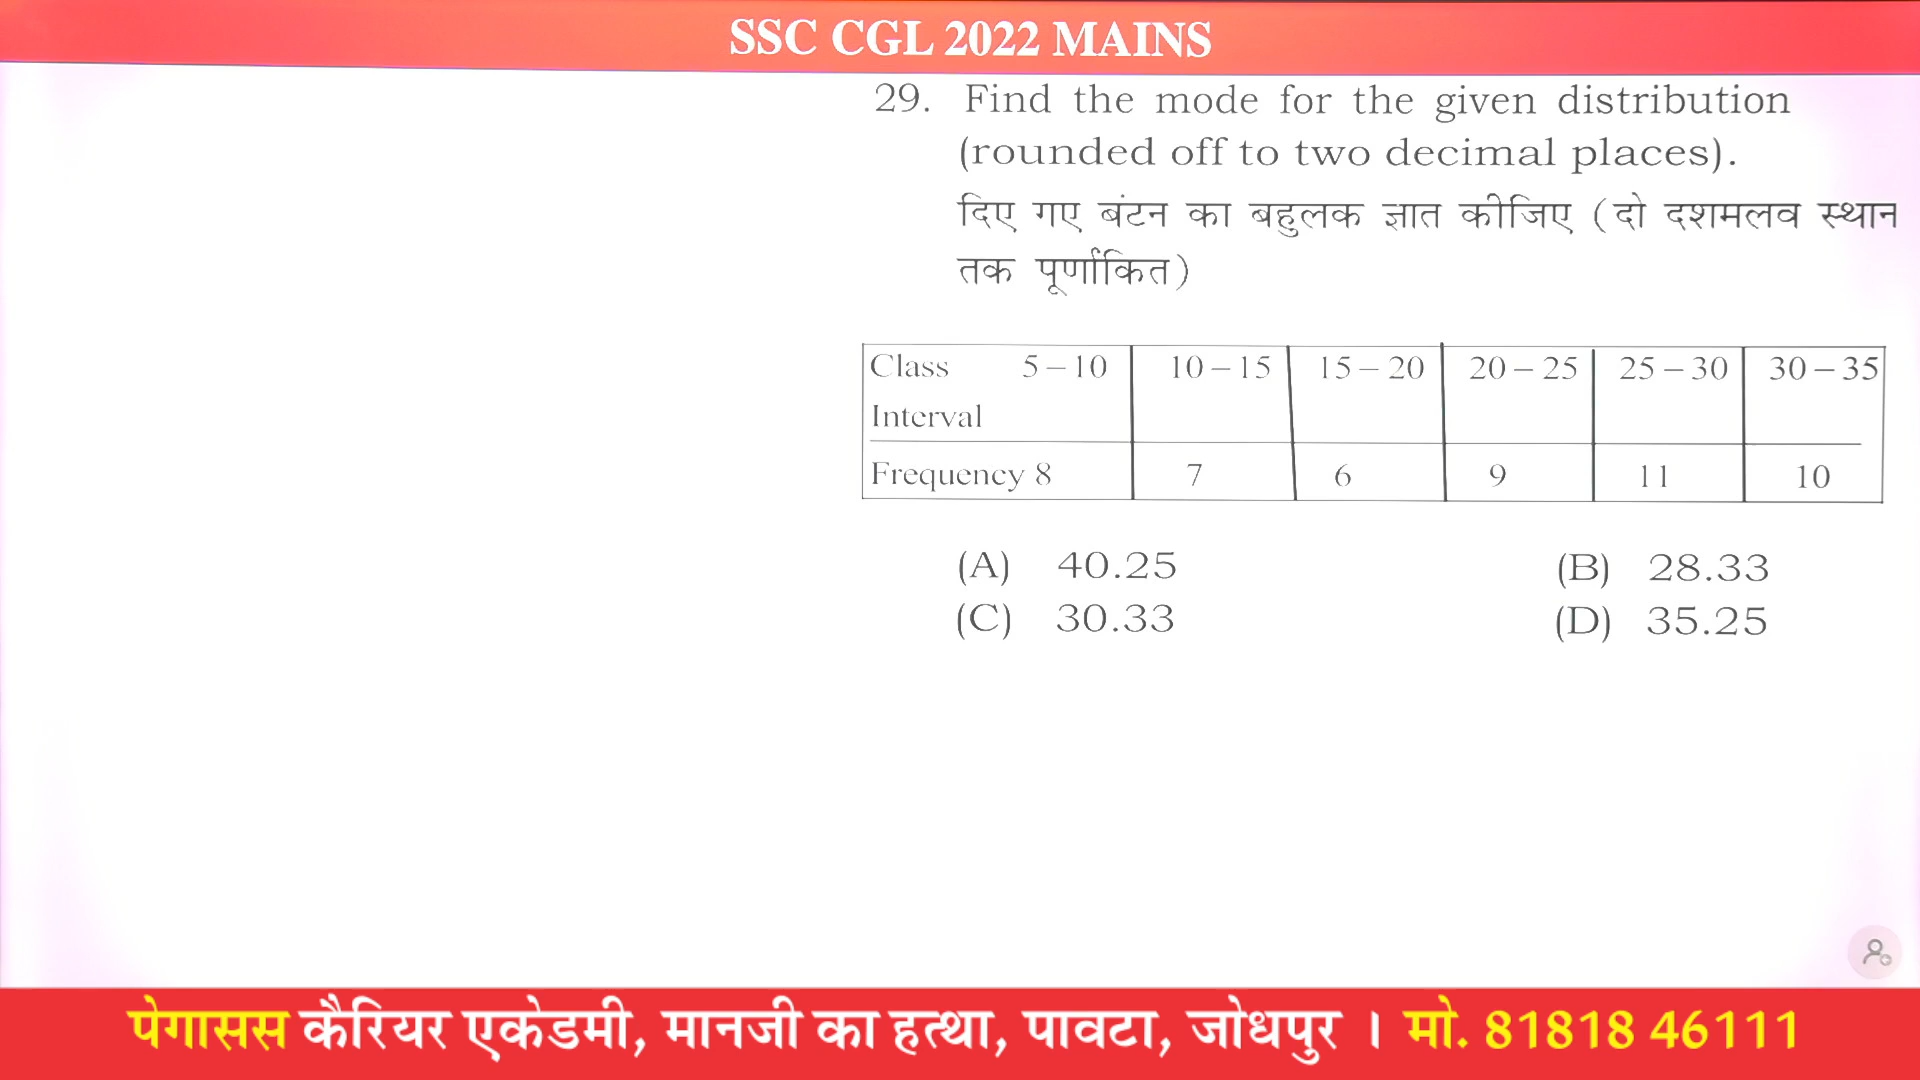 SSC CGL 2022 MAINS
29. Find the mode for the given distribution
(rounded off to two decimal places).
दिए गए बंटन का बहुलक ज्ञात कीजिए (दो दशमलव स्थान
तक पूर्णांकित)
Class 5 – 10 10 – 15 15 – 20 20 – 25 25 – 30 30 – 35
Interval
Frequency 8 7 6 9 11 10
(A) 40.25 (B) 28.33
(C) 30.33 (D) 35.25
पेगासस कैरियर एकेडमी, मानजी का हत्था, पावटा, जोधपुर । मो. 81818 46111